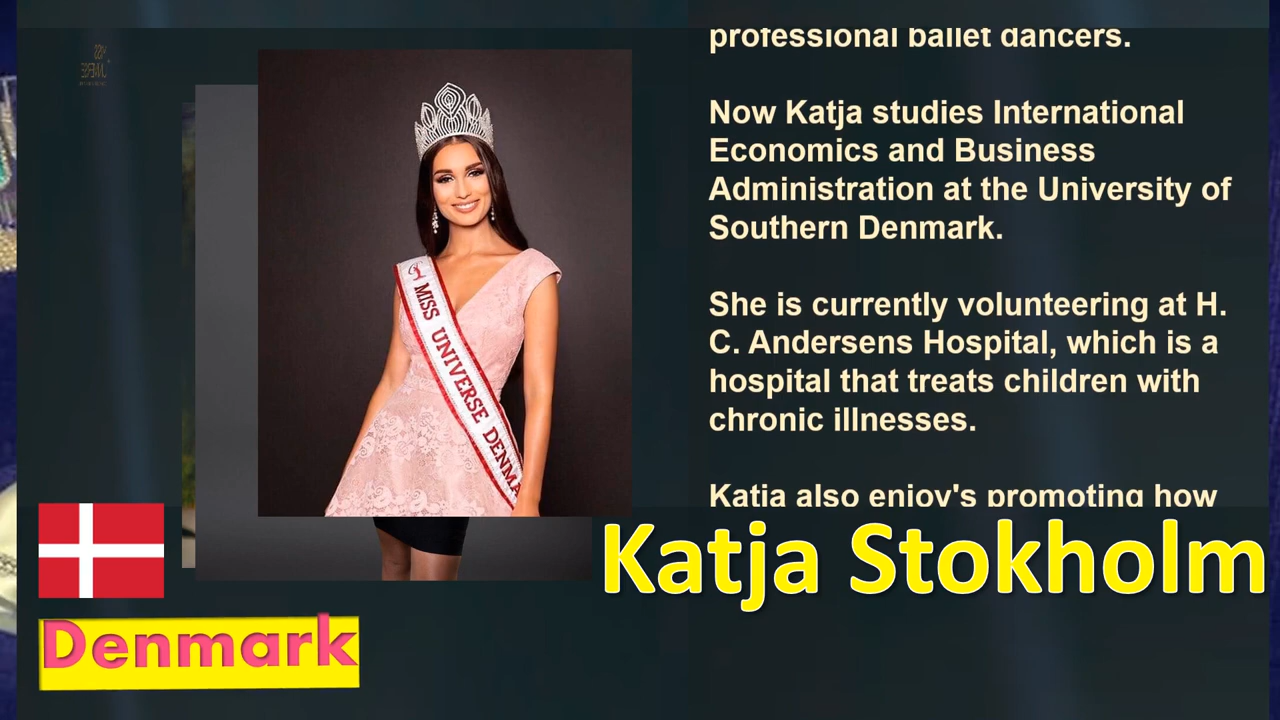 professional ballet dancers.
Now Katja studies International
Economics and Business
Administration at the University of
Southern Denmark.
She is currently volunteering at H.
C. Andersens Hospital, which is a
hospital that treats children with
chronic illnesses.
Katja also enjoy's promoting how
MISS UNIVERSE DENMA
Katja Stokholm
Denmark